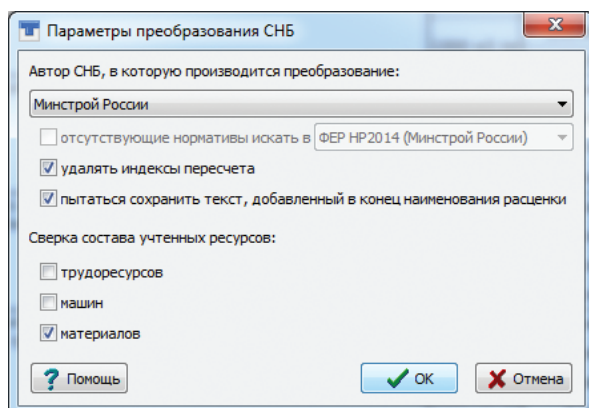 Параметры преобразования СНБ
Автор СНБ, в которую производится преобразование:
Минстрой России
отсутствующие нормативы искать в ФЕР НР2014 (Минстрой России)
удалять индексы пересчета
пытаться сохранить текст, добавленный в конец наименования расценки
Сверка состава учтенных ресурсов:
трудоресурсов
машин
материалов
Помощь ОК Отмена